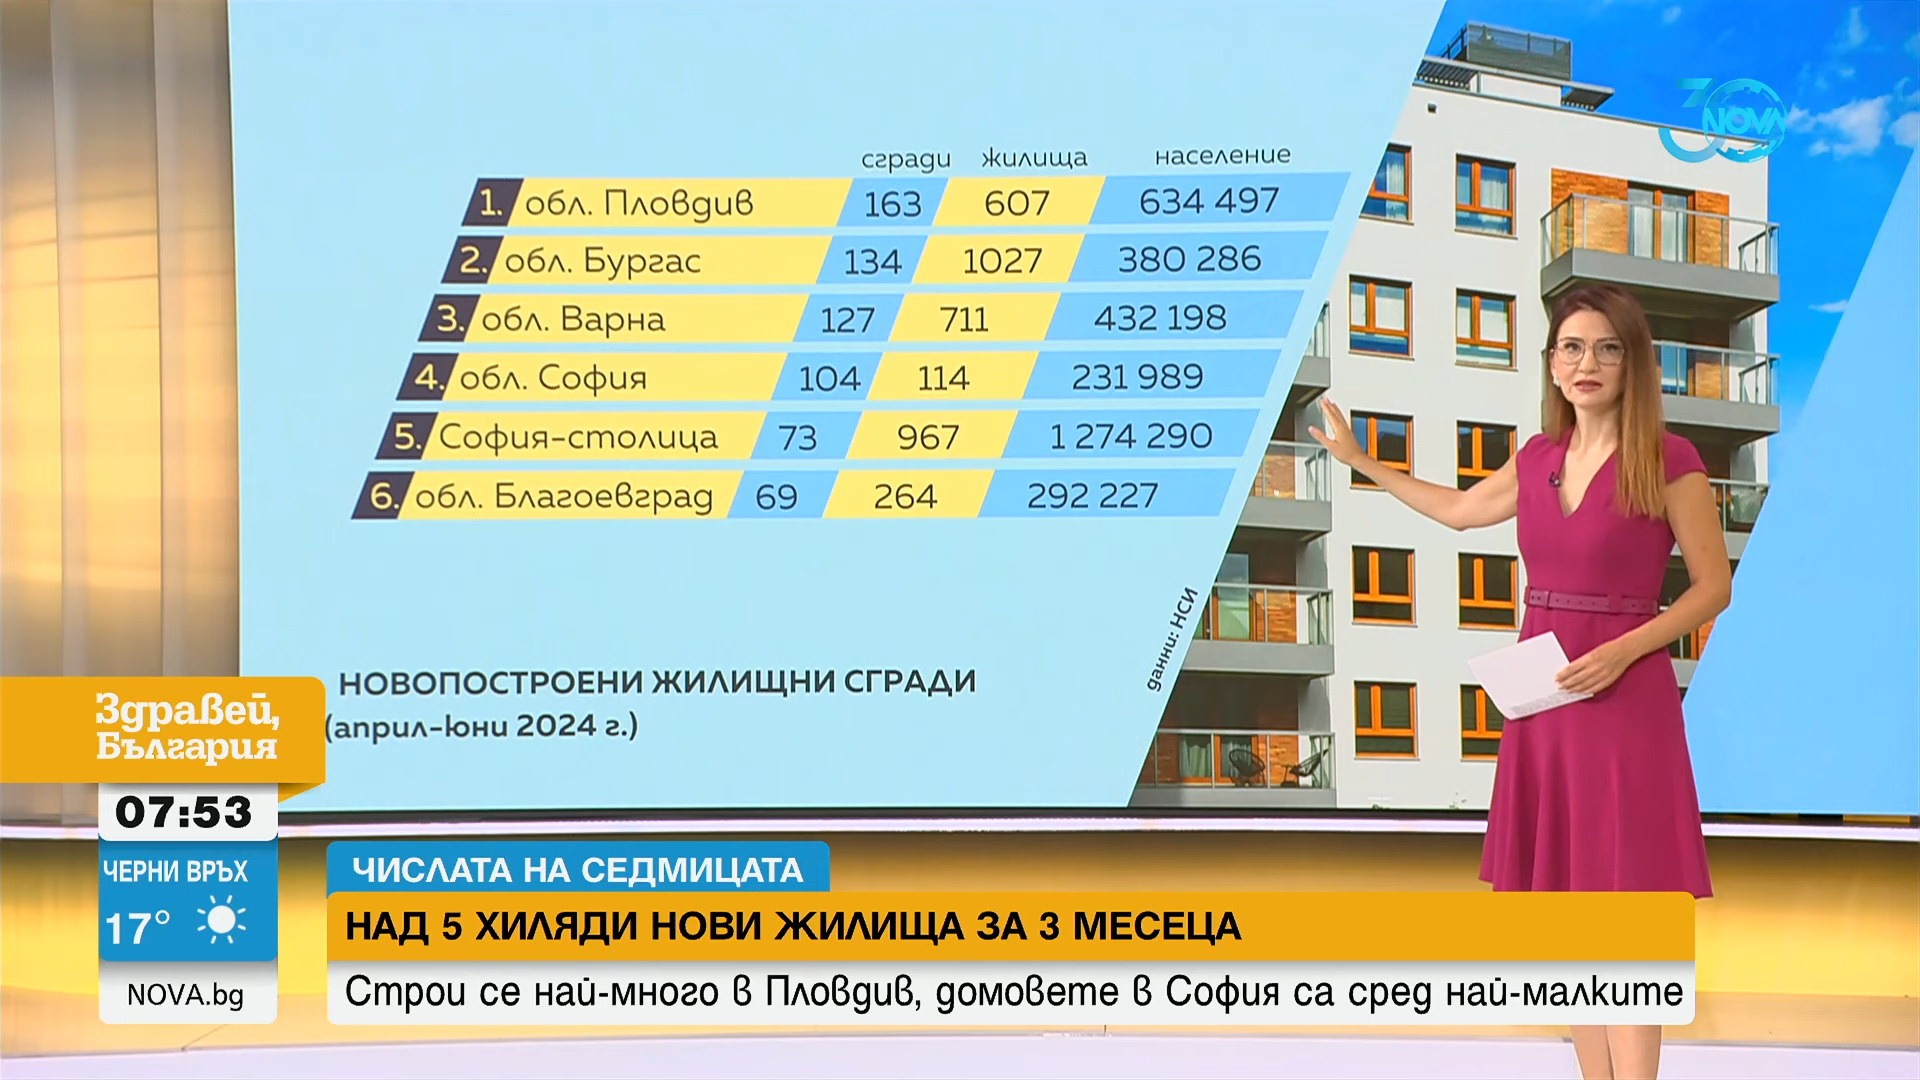 30 NOVA
сгради жилища население
1. обл. Пловдив 163 607 634 497
2. обл. Бургас 134 1027 380 286
3. обл. Варна 127 711 432 198
4. обл. София 104 114 231 989
5. София-столица 73 967 1 274 290
6. обл. Благоевград 69 264 292 227
данни: НСИ
НОВОПОСТРОЕНИ ЖИЛИЩНИ СГРАДИ
(април-юни 2024 г.)
Здравей,
България
07:53
ЧЕРНИ ВРЪХ
17°
NOVA.bg
ЧИСЛАТА НА СЕДМИЦАТА
НАД 5 ХИЛЯДИ НОВИ ЖИЛИЩА ЗА 3 МЕСЕЦА
Строи се най-много в Пловдив, домовете в София са сред най-малките